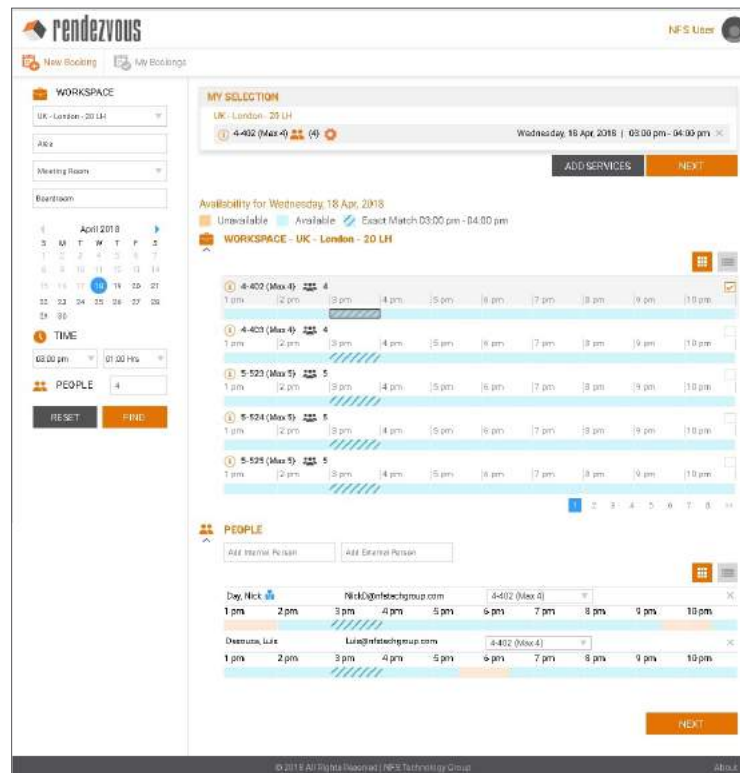 rendezvous
NFS User
New Booking My Bookings
WORKSPACE
UK - London - 20 LH
Area
Meeting Room
Boardroom
April 2018
S M T W T F S
1 2 3 4 5 6 7
8 9 10 11 12 13 14
15 16 17 18 19 20 21
22 23 24 25 26 27 28
29 30
TIME
03:00 pm 01:00 Hrs
PEOPLE 4
RESET FIND
MY SELECTION
UK - London - 20 LH
4-402 (Max 4) (4) Wednesday, 18 Apr, 2018 | 03:00 pm - 04:00 pm ×
ADD SERVICES NEXT
Availability for Wednesday, 18 Apr, 2018
Unavailable Available Exact Match 03:00 pm - 04:00 pm
WORKSPACE - UK - London - 20 LH
4-402 (Max 4) 4
1 pm 2 pm 3 pm 4 pm 5 pm 6 pm 7 pm 8 pm 9 pm 10 pm
4-403 (Max 4) 4
1 pm 2 pm 3 pm 4 pm 5 pm 6 pm 7 pm 8 pm 9 pm 10 pm
5-523 (Max 5) 5
1 pm 2 pm 3 pm 4 pm 5 pm 6 pm 7 pm 8 pm 9 pm 10 pm
5-524 (Max 5) 5
1 pm 2 pm 3 pm 4 pm 5 pm 6 pm 7 pm 8 pm 9 pm 10 pm
5-525 (Max 5) 5
1 pm 2 pm 3 pm 4 pm 5 pm 6 pm 7 pm 8 pm 9 pm 10 pm
1 2 3 4 5 6 7 8 >>
PEOPLE
Add Internal Person Add External Person
Day, Nick NickD@nfstechgroup.com 4-402 (Max 4) ×
1 pm 2 pm 3 pm 4 pm 5 pm 6 pm 7 pm 8 pm 9 pm 10 pm
Desouza, Luis Luis@nfstechgroup.com 4-402 (Max 4) ×
1 pm 2 pm 3 pm 4 pm 5 pm 6 pm 7 pm 8 pm 9 pm 10 pm
NEXT
© 2018 All Rights Reserved | NFS Technology Group
About